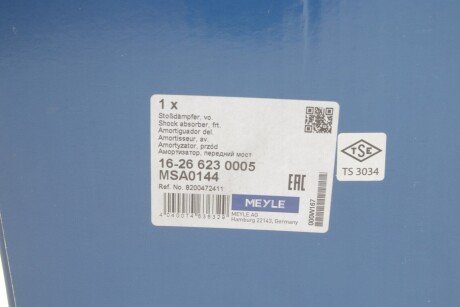 1 x
Stoßdämpfer, vo.
Shock absorber, frt.
Amortiguador del.
Amortisseur, av.
Amortyzator, przód
Амортизатор, передний мост
16-26 623 0005
MSA0144
Ref. No. 8200472411
EAC
MEYLE
MEYLE AG
Hamburg 22143, Germany
TSE
TS 3034